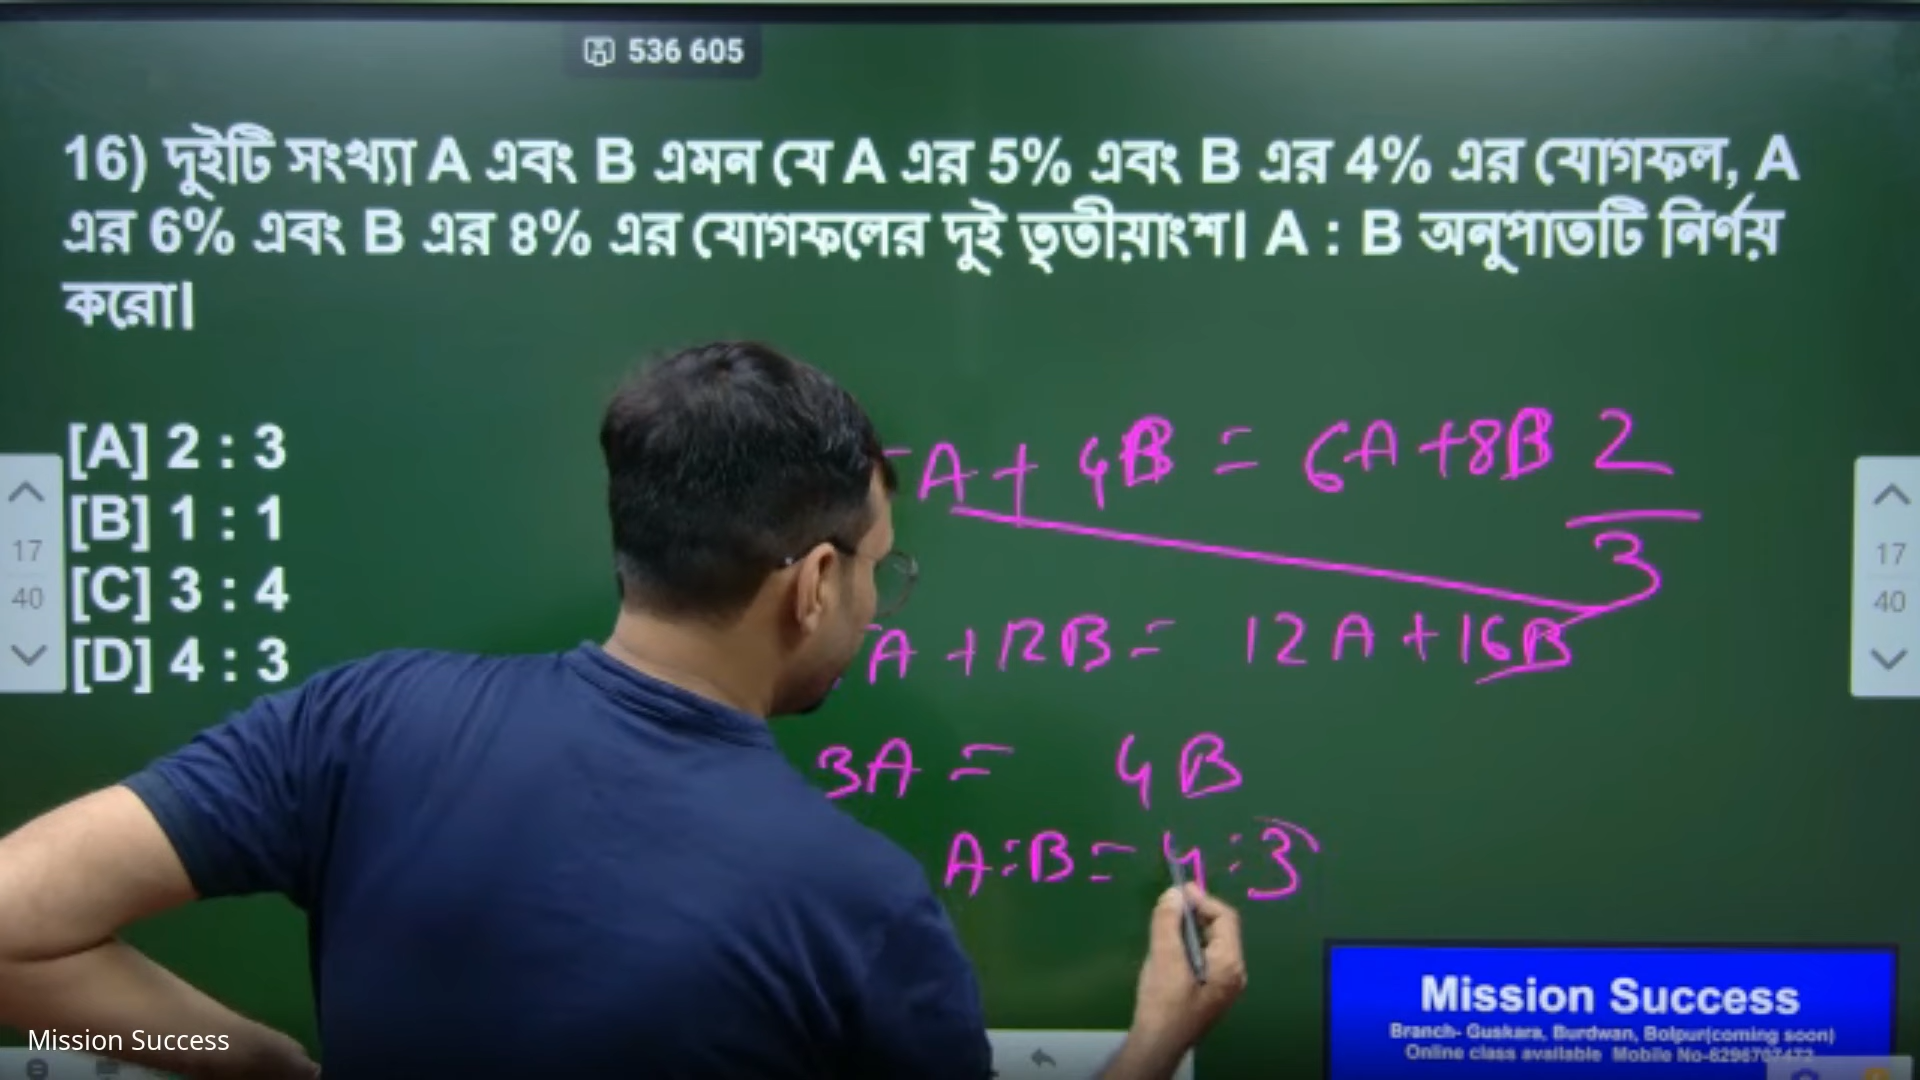 536 605
16) দুইটি সংখ্যা A এবং B এমন যে A এর 5% এবং B এর 4% এর যোগফল, A
এর 6% এবং B এর 8% এর যোগফলের দুই তৃতীয়াংশ। A : B অনুপাতটি নির্ণয়
করো।
[A] 2 : 3
[B] 1 : 1
[C] 3 : 4
[D] 4 : 3
A + 4B = 6A + 8B 2
3
A + 12B = 12A + 16B
3A = 4B
A : B = 4 : 3
17
40
17
40
Mission Success
Branch- Guskara, Burdwan, Bolpur(coming soon)
Online class available Mobile No-
Mission Success